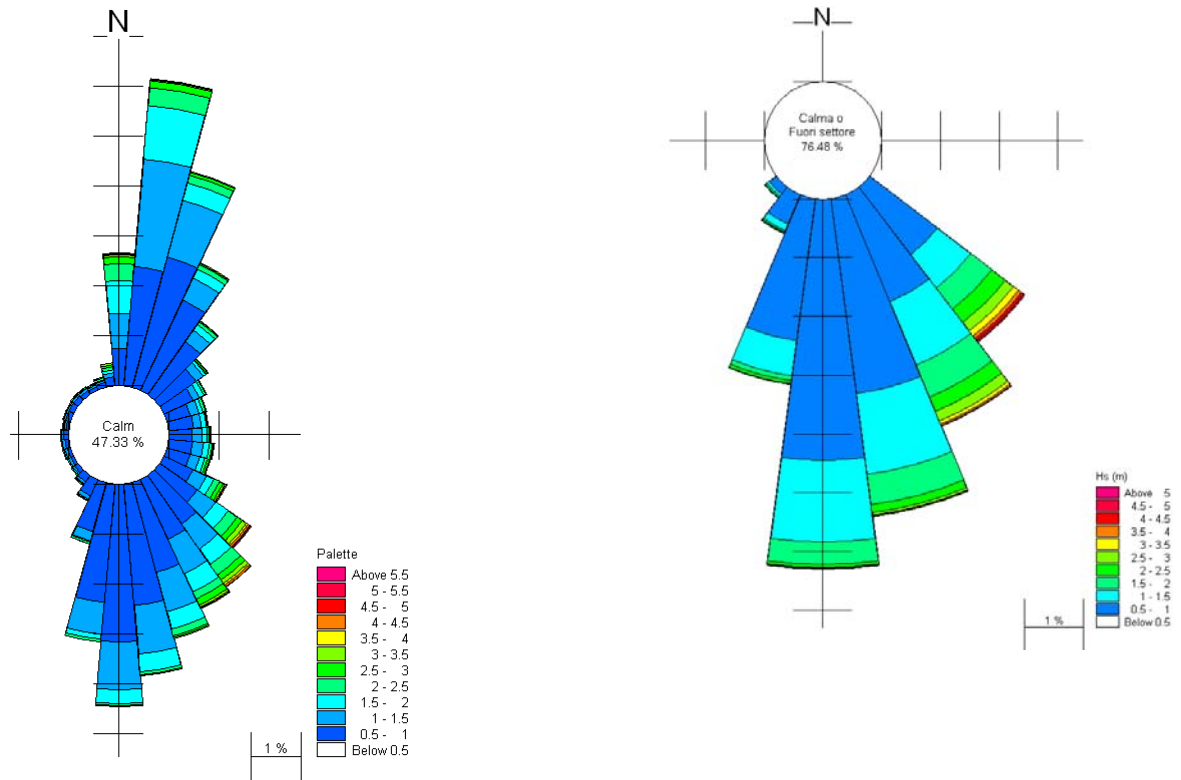 N
Calm
47.33 %
Palette
Above 5.5
5 - 5.5
4.5 - 5
4 - 4.5
3.5 - 4
3 - 3.5
2.5 - 3
2 - 2.5
1.5 - 2
1 - 1.5
0.5 - 1
Below 0.5
1 %
N
Calma o
Fuori settore
76.48 %
Hs (m)
Above 5
4.5 - 5
4 - 4.5
3.5 - 4
3 - 3.5
2.5 - 3
2 - 2.5
1.5 - 2
1 - 1.5
0.5 - 1
Below 0.5
1 %